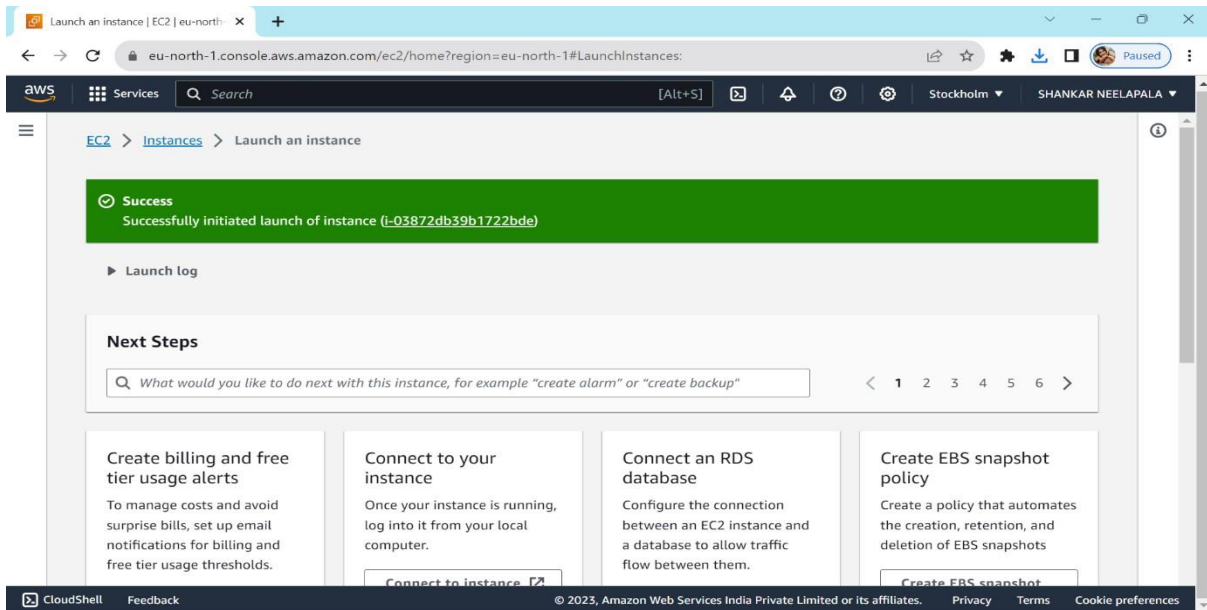 Launch an instance | EC2 | eu-north-
eu-north-1.console.aws.amazon.com/ec2/home?region=eu-north-1#LaunchInstances:
Paused
aws Services Search [Alt+S] Stockholm SHANKAR NEELAPALA
EC2 > Instances > Launch an instance
Success
Successfully initiated launch of instance (i-03872db39b1722bde)
Launch log
Next Steps
What would you like to do next with this instance, for example "create alarm" or "create backup"
< 1 2 3 4 5 6 >
Create billing and free
tier usage alerts
To manage costs and avoid
surprise bills, set up email
notifications for billing and
free tier usage thresholds.
Connect to your
instance
Once your instance is running,
log into it from your local
computer.
Connect to instance
Connect an RDS
database
Configure the connection
between an EC2 instance and
a database to allow traffic
flow between them.
Create EBS snapshot
policy
Create a policy that automates
the creation, retention, and
deletion of EBS snapshots
Create EBS snapshot
CloudShell Feedback © 2023, Amazon Web Services India Private Limited or its affiliates. Privacy Terms Cookie preferences